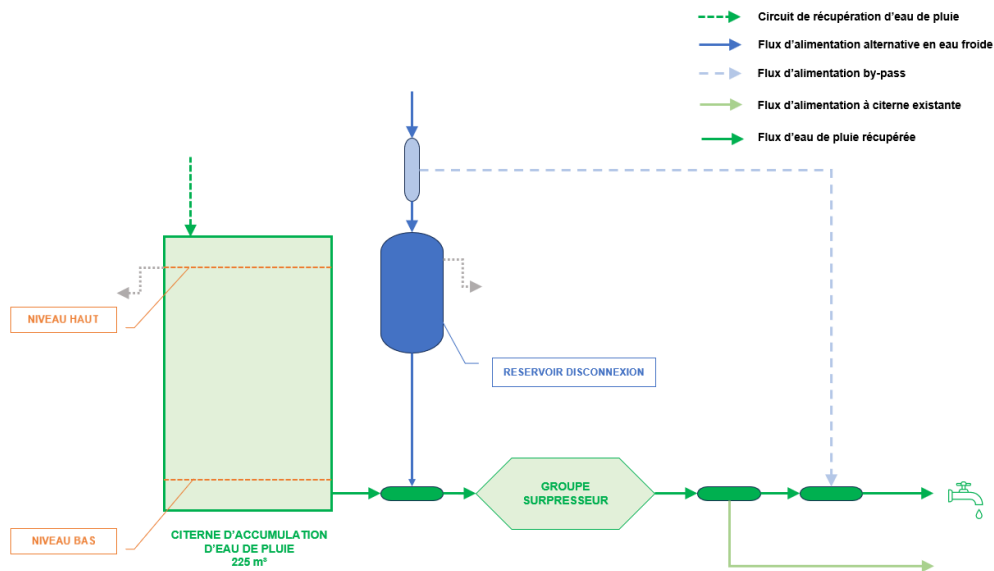 Circuit de récupération d'eau de pluie
Flux d'alimentation alternative en eau froide
Flux d'alimentation by-pass
Flux d'alimentation à citerne existante
Flux d'eau de pluie récupérée
NIVEAU HAUT
RESERVOIR DISCONNEXION
GROUPE
SURPRESSEUR
NIVEAU BAS
CITERNE D'ACCUMULATION
D'EAU DE PLUIE
225 m³